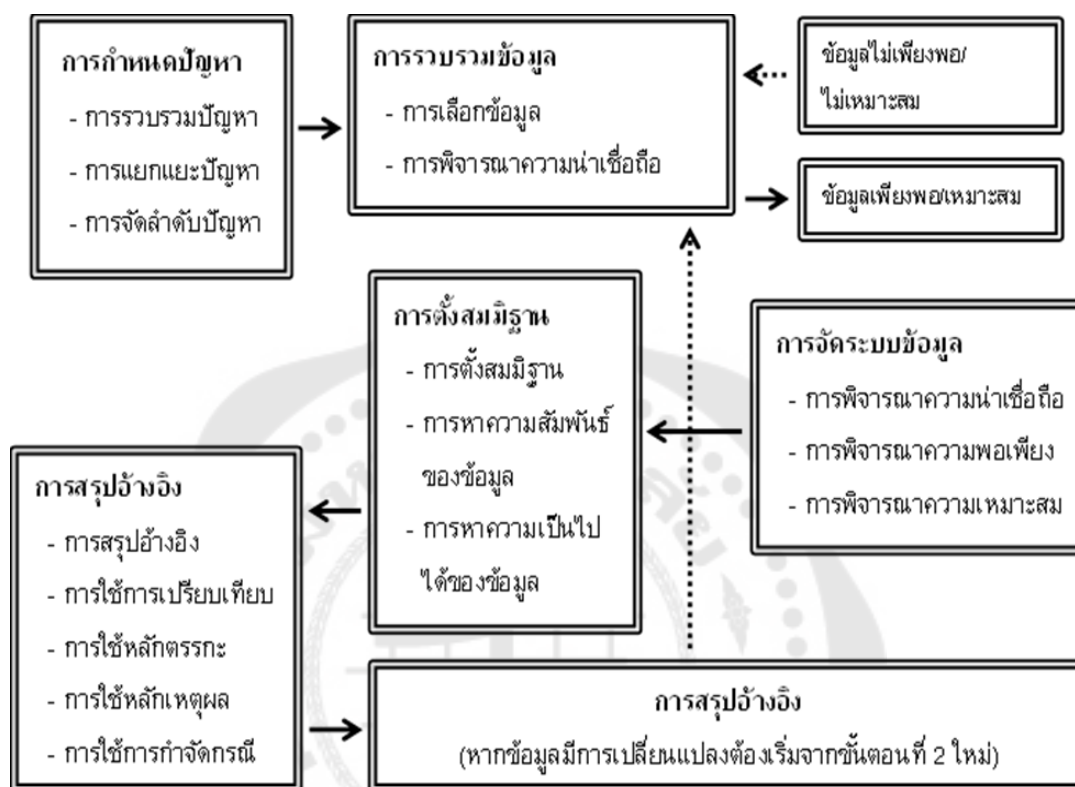 การกำหนดปัญหา
- การรวบรวมปัญหา
- การแยกแยะปัญหา
- การจัดลำดับปัญหา
การรวบรวมข้อมูล
- การเลือกข้อมูล
- การพิจารณาความน่าเชื่อถือ
ข้อมูลไม่เพียงพอ/
ไม่เหมาะสม
ข้อมูลเพียงพอ/เหมาะสม
การจัดระบบข้อมูล
- การพิจารณาความน่าเชื่อถือ
- การพิจารณาความพอเพียง
- การพิจารณาความเหมาะสม
การตั้งสมมิฐาน
- การตั้งสมมิฐาน
- การหาความสัมพันธ์
ของข้อมูล
- การหาความเป็นไป
ได้ของข้อมูล
การสรุปอ้างอิง
- การสรุปอ้างอิง
- การใช้การเปรียบเทียบ
- การใช้หลักตรรกะ
- การใช้หลักเหตุผล
- การใช้การกำจัดกรณี
การสรุปอ้างอิง
(หากข้อมูลมีการเปลี่ยนแปลงต้องเริ่มจากขั้นตอนที่ 2 ใหม่)